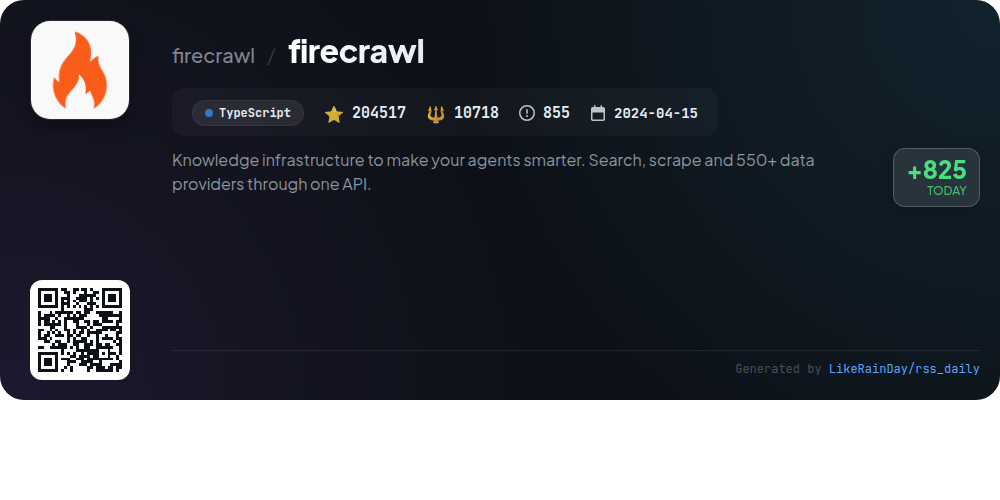 firecrawl / firecrawl
TypeScript 204517 10718 855 2024-04-15
Knowledge infrastructure to make your agents smarter. Search, scrape and 550+ data
providers through one API.
+825
TODAY
Generated by LikeRainDay/rss_daily